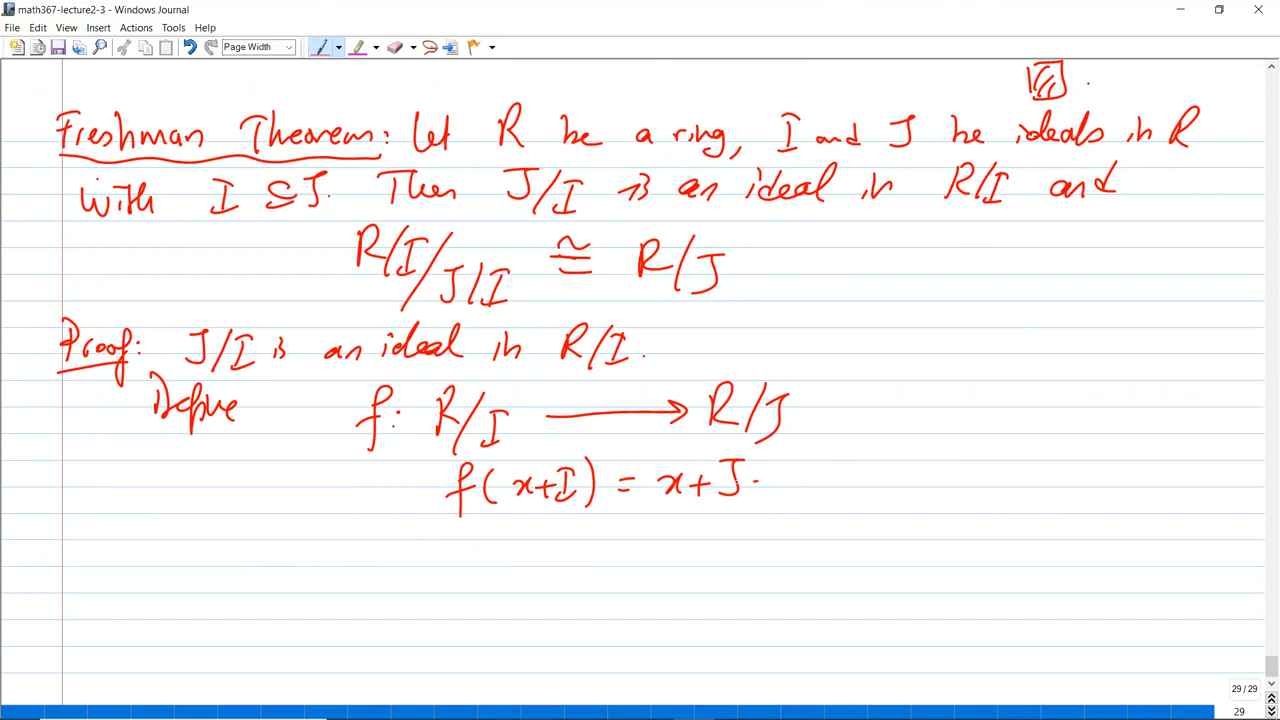 math367-lecture2-3 - Windows Journal
File Edit View Insert Actions Tools Help
Page Width
Freshman Theorem: Let R be a ring, I and J be ideals in R
with I ⊆ J. Then J/I is an ideal in R/I and
R/I / J/I ≅ R/J
Proof: J/I is an ideal in R/I.
Define f: R/I ⟶ R/J
f(x+I) = x+J.
29 / 29
29